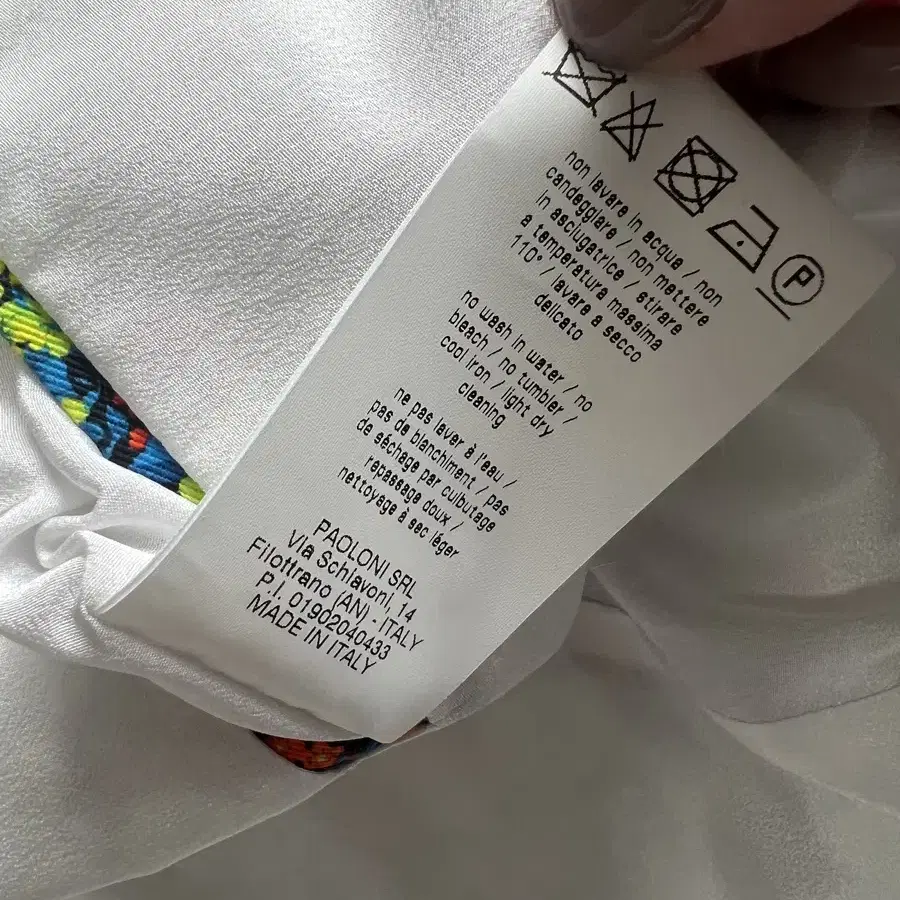 P
non lavare in acqua / non
candeggiare / non mettere
in asciugatrice / stirare
a temperatura massima
110° / lavare a secco
delicato
no wash in water / no
bleach / no tumbler /
cool iron / light dry
cleaning
ne pas laver à l'eau /
pas de blanchiment / pas
de séchage par culbutage
repassage doux /
nettoyage à sec léger
PAOLONI SRL
Via Schiavoni, 14
Filottrano (AN) - ITALY
P.I. 01902040433
MADE IN ITALY